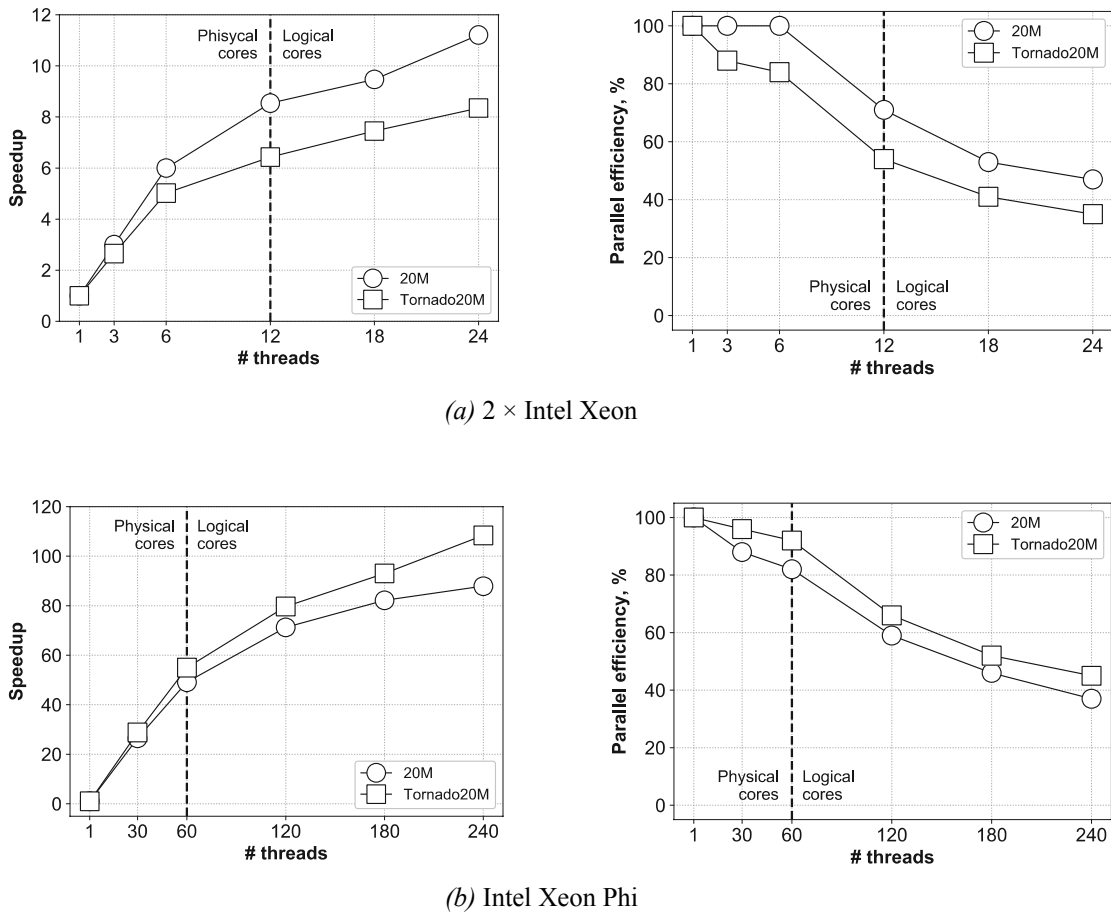 12
10
8
6
4
2
0
Speedup
Phisycal
cores
Logical
cores
20M
Tornado20M
1 3 6 12 18 24
# threads
100
80
60
40
20
0
Parallel efficiency, %
20M
Tornado20M
Physical
cores
Logical
cores
1 3 6 12 18 24
# threads
(a) 2 × Intel Xeon
120
100
80
60
40
20
0
Speedup
Physical
cores
Logical
cores
20M
Tornado20M
1 30 60 120 180 240
# threads
100
80
60
40
20
0
Parallel efficiency, %
20M
Tornado20M
Physical
cores
Logical
cores
1 30 60 120 180 240
# threads
(b) Intel Xeon Phi